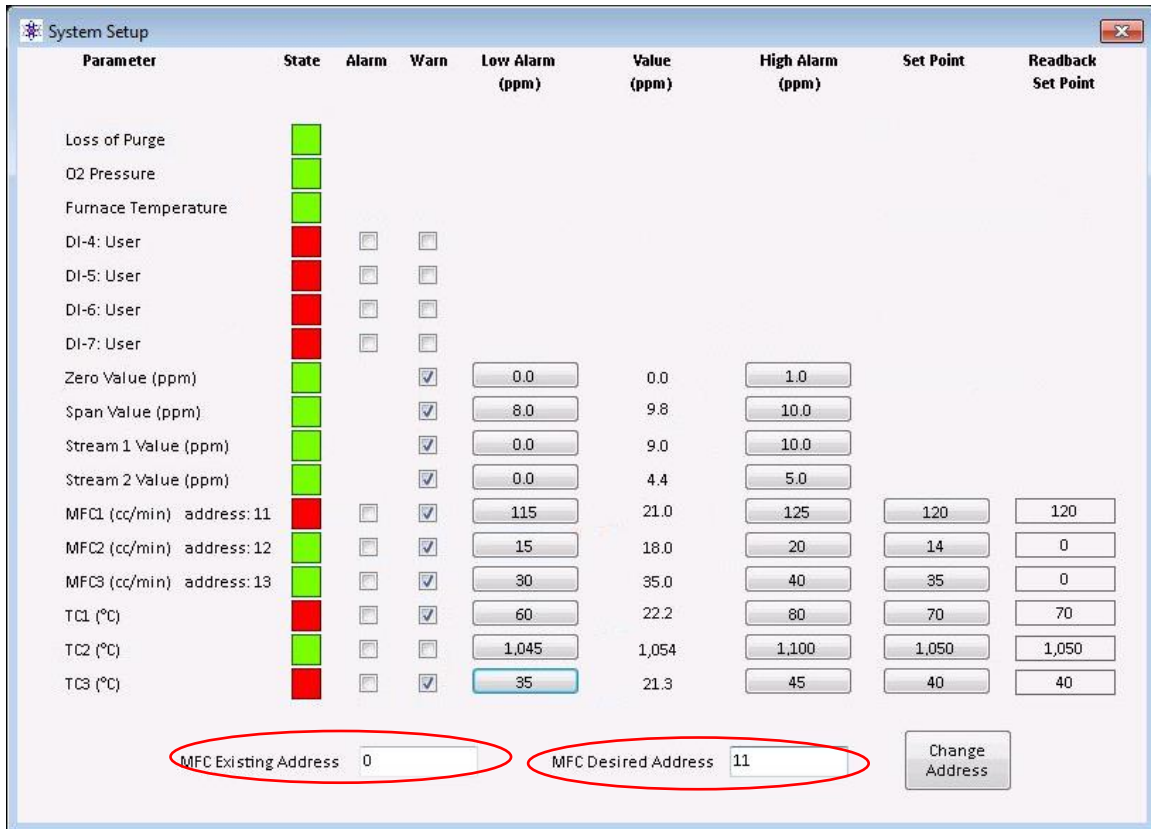 System Setup
Parameter State Alarm Warn Low Alarm (ppm) Value (ppm) High Alarm (ppm) Set Point Readback Set Point
Loss of Purge
O2 Pressure
Furnace Temperature
DI-4: User
DI-5: User
DI-6: User
DI-7: User
Zero Value (ppm) 0.0 0.0 1.0
Span Value (ppm) 8.0 9.8 10.0
Stream 1 Value (ppm) 0.0 9.0 10.0
Stream 2 Value (ppm) 0.0 4.4 5.0
MFC1 (cc/min) address: 11 115 21.0 125 120 120
MFC2 (cc/min) address: 12 15 18.0 20 14 0
MFC3 (cc/min) address: 13 30 35.0 40 35 0
TC1 (°C) 60 22.2 80 70 70
TC2 (°C) 1,045 1,054 1,100 1,050 1,050
TC3 (°C) 35 21.3 45 40 40
MFC Existing Address 0 MFC Desired Address 11 Change Address